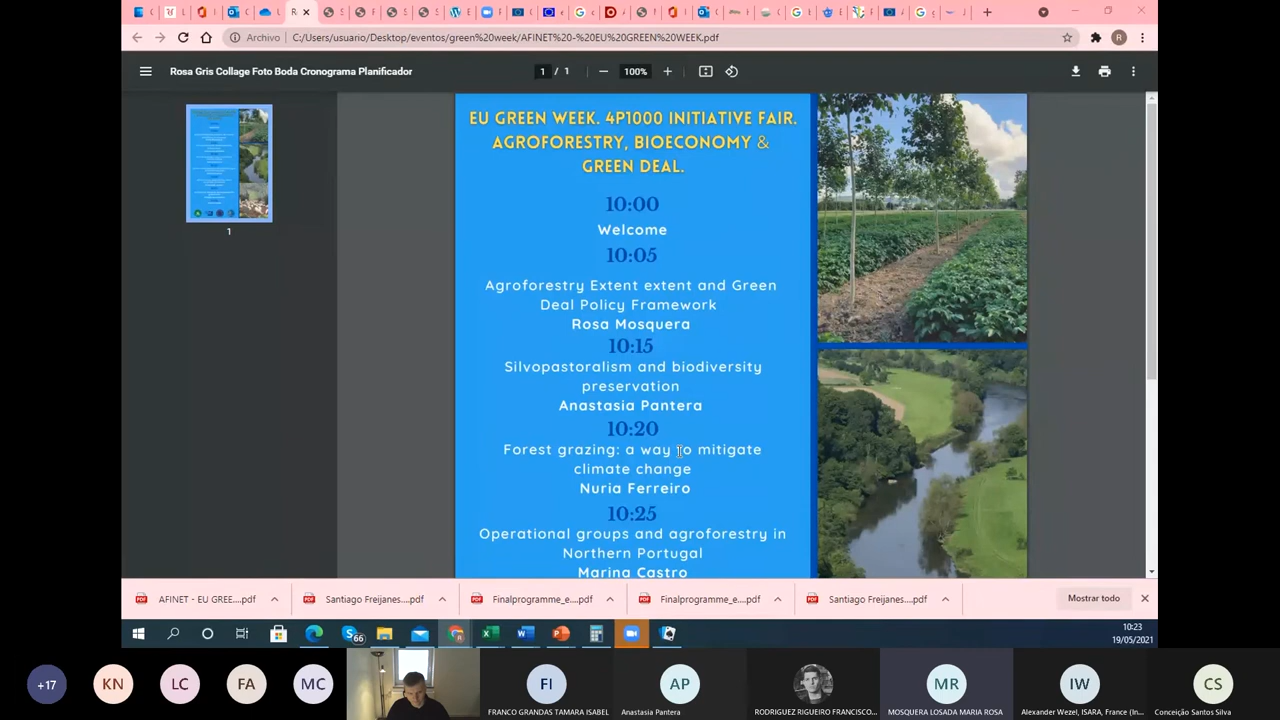 Archivo
C:/Users/usuario/Desktop/eventos/green%20week/AFINET%20-%20EU%20GREEN%20WEEK.pdf
R
Rosa Gris Collage Foto Boda Cronograma Planificador
1 / 1
100%
1
EU GREEN WEEK. 4P1000 INITIATIVE FAIR.
AGROFORESTRY, BIOECONOMY &
GREEN DEAL.
10:00
Welcome
10:05
Agroforestry Extent extent and Green
Deal Policy Framework
Rosa Mosquera
10:15
Silvopastoralism and biodiversity
preservation
Anastasia Pantera
10:20
Forest grazing: a way to mitigate
climate change
Nuria Ferreiro
10:25
Operational groups and agroforestry in
Northern Portugal
Marina Castro
AFINET - EU GREE....pdf
Santiago Freijanes....pdf
Finalprogramme_e....pdf
Finalprogramme_e....pdf
Santiago Freijanes....pdf
Mostrar todo
66
10:23
19/05/2021
+17
KN
LC
FA
MC
FI
FRANCO GRANDAS TAMARA ISABEL
AP
Anastasia Pantera
RODRIGUEZ RIGUEIRO FRANCISCO...
MR
MOSQUERA LOSADA MARIA ROSA
IW
Alexander Wezel, ISARA, France (In...
CS
Conceição Santos Silva